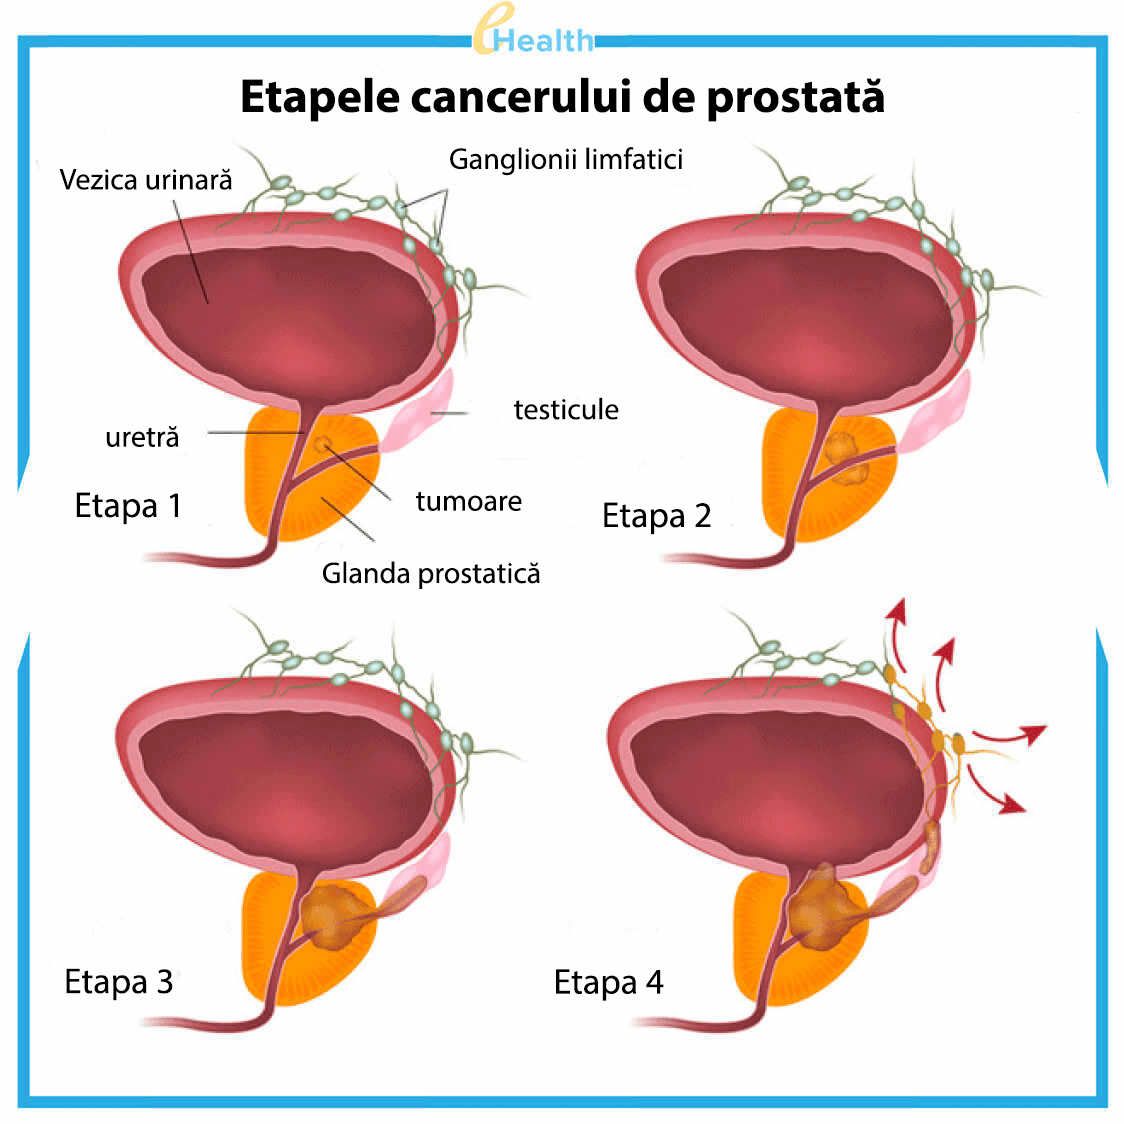 eHealth
Etapele cancerului de prostată
Ganglionii limfatici
Vezica urinară
testicule
uretră
tumoare
Etapa 1
Etapa 2
Glanda prostatică
Etapa 3
Etapa 4